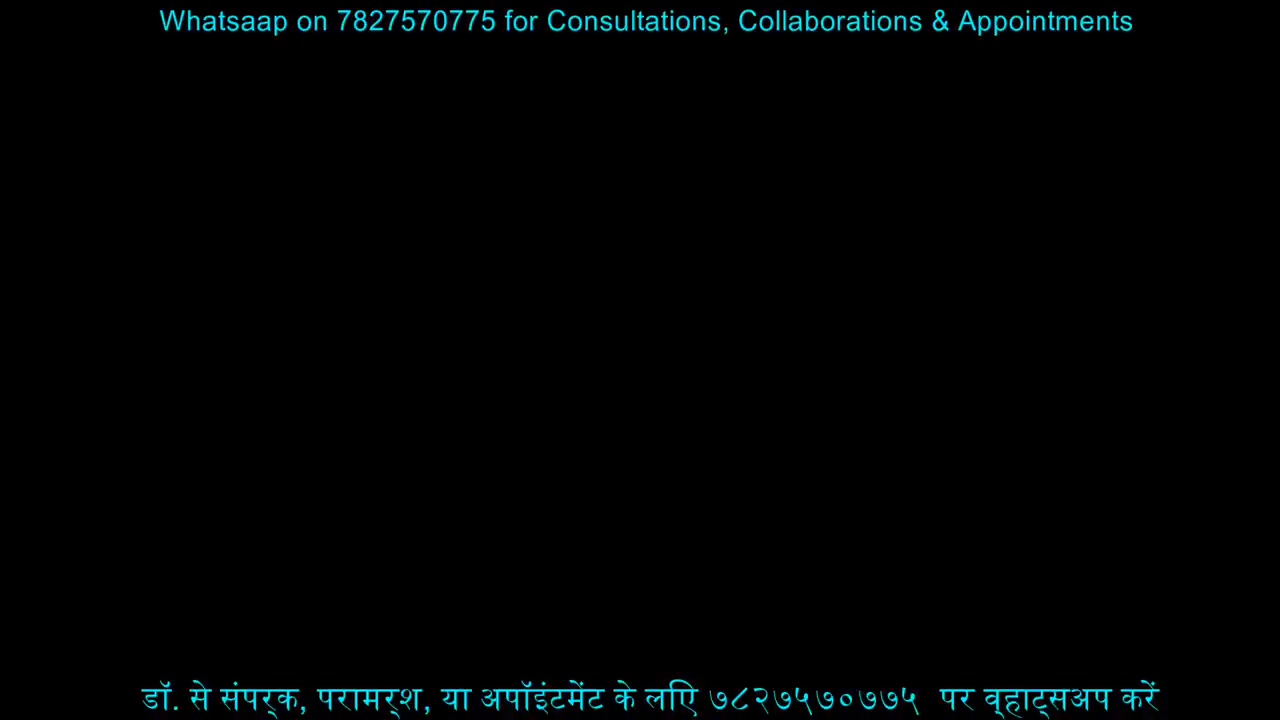 Whatsaap on 7827570775 for Consultations, Collaborations & Appointments
डॉ. से संपर्क, परामर्श, या अपॉइंटमेंट के लिए ७८२७५७०७७५ पर व्हाट्सअप करें